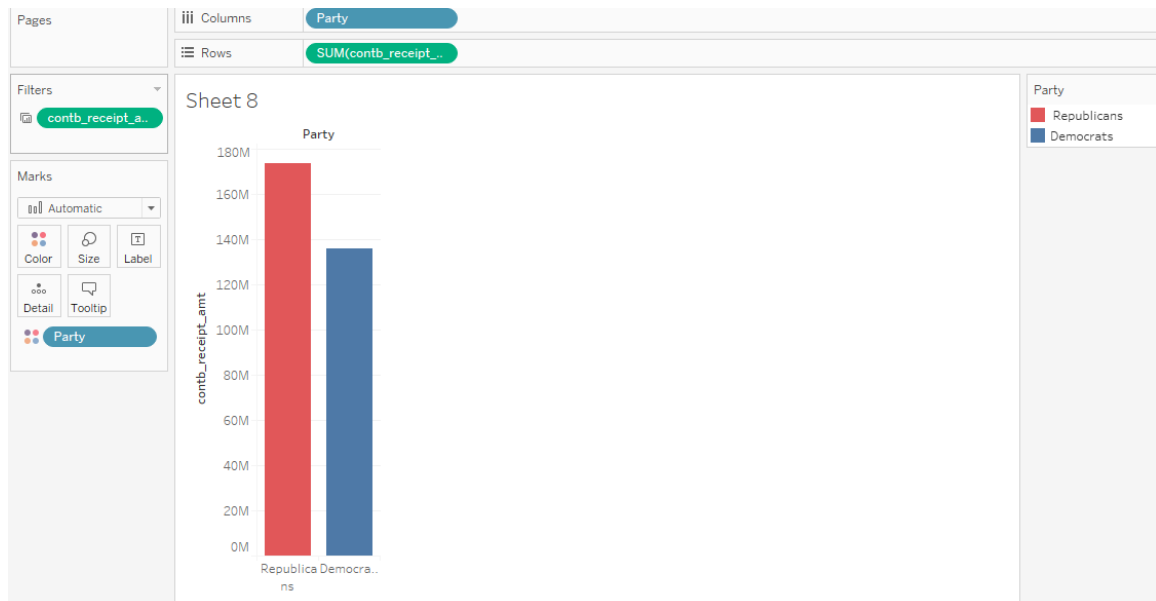 Pages
Columns
Party
Rows
SUM(contb_receipt_..
Filters
contb_receipt_a..
Marks
Automatic
Color
Size
Label
Detail
Tooltip
Party
Sheet 8
Party
180M
160M
140M
120M
100M
80M
60M
40M
20M
0M
contb_receipt_amt
Republica
ns
Democra..
Party
Republicans
Democrats